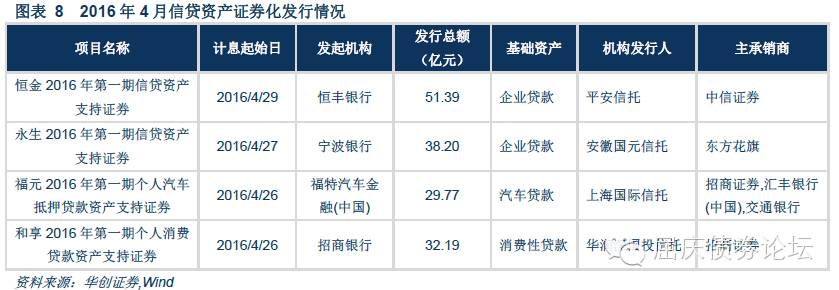 图表 8 2016 年 4 月信贷资产证券化发行情况
项目名称 计息起始日 发起机构 发行总额（亿元） 基础资产 机构发行人 主承销商
恒金 2016 年第一期信贷资产支持证券 2016/4/29 恒丰银行 51.39 企业贷款 平安信托 中信证券
永生 2016 年第一期信贷资产支持证券 2016/4/27 宁波银行 38.20 企业贷款 安徽国元信托 东方花旗
福元 2016 年第一期个人汽车抵押贷款资产支持证券 2016/4/26 福特汽车金融(中国) 29.77 汽车贷款 上海国际信托 招商证券,汇丰银行(中国),交通银行
和享 2016 年第一期个人消费贷款资产支持证券 2016/4/26 招商银行 32.19 消费性贷款 华 信托 证券
屈庆债券论坛
资料来源：华创证券,Wind